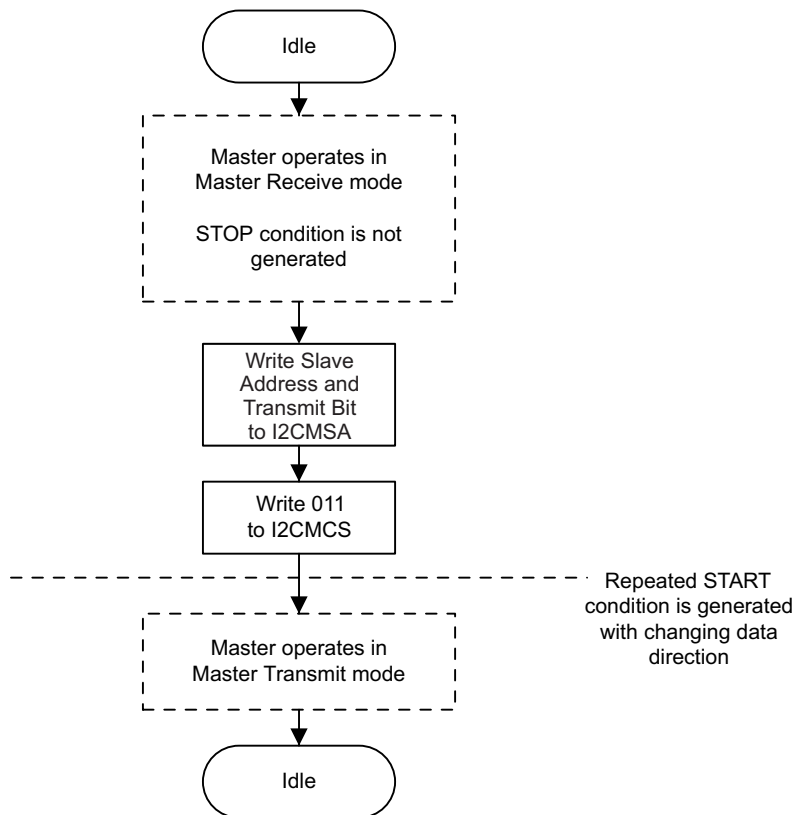 Idle
Master operates in
Master Receive mode
STOP condition is not
generated
Write Slave
Address and
Transmit Bit
to I2CMSA
Write 011
to I2CMCS
Repeated START
condition is generated
with changing data
direction
Master operates in
Master Transmit mode
Idle